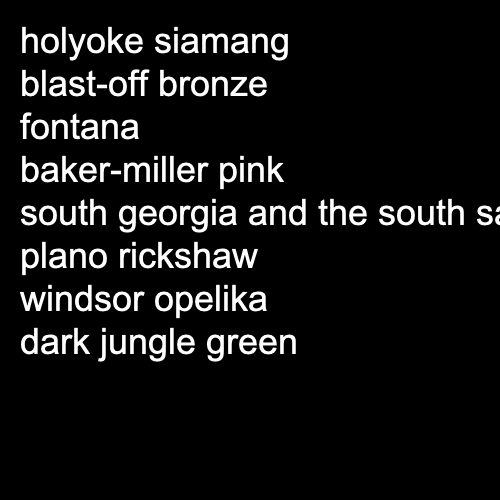 holyoke siamang
blast-off bronze
fontana
baker-miller pink
south georgia and the south
plano rickshaw
windsor opelika
dark jungle green